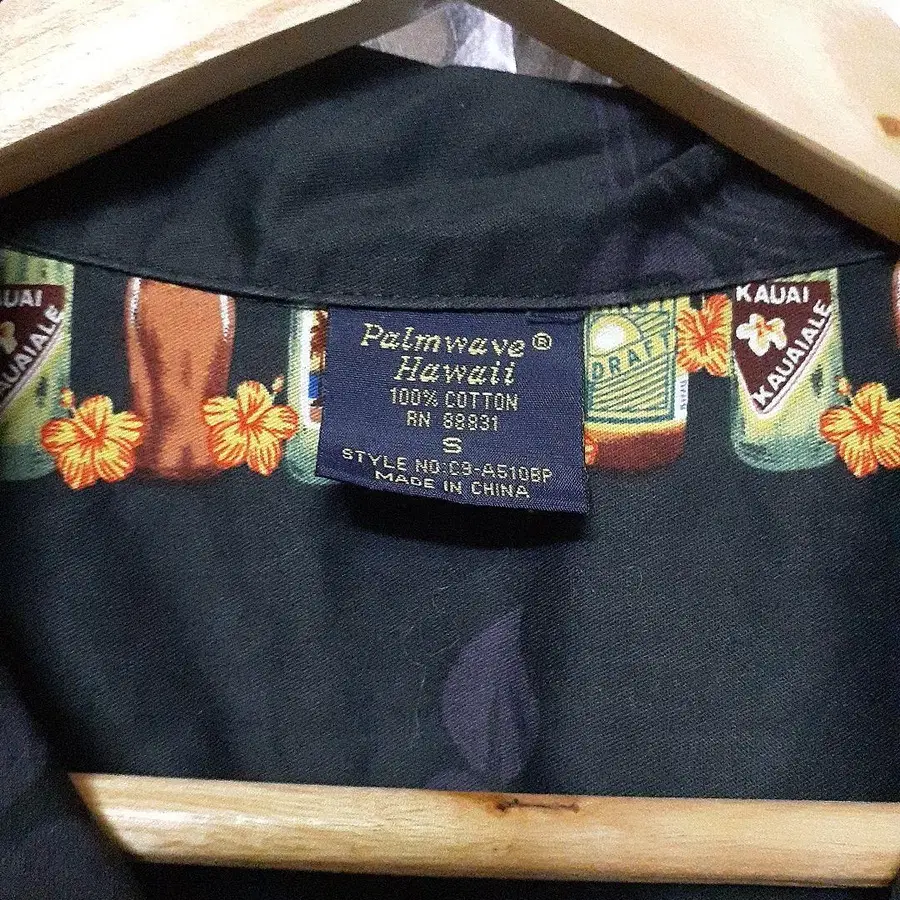 Palmwave®
Hawaii
100% COTTON
RN 88831
S
STYLE NO:C9-A510BP
MADE IN CHINA
KAUAI
KAUAIALE
DRAFT
KAUAI
KAUAIALE